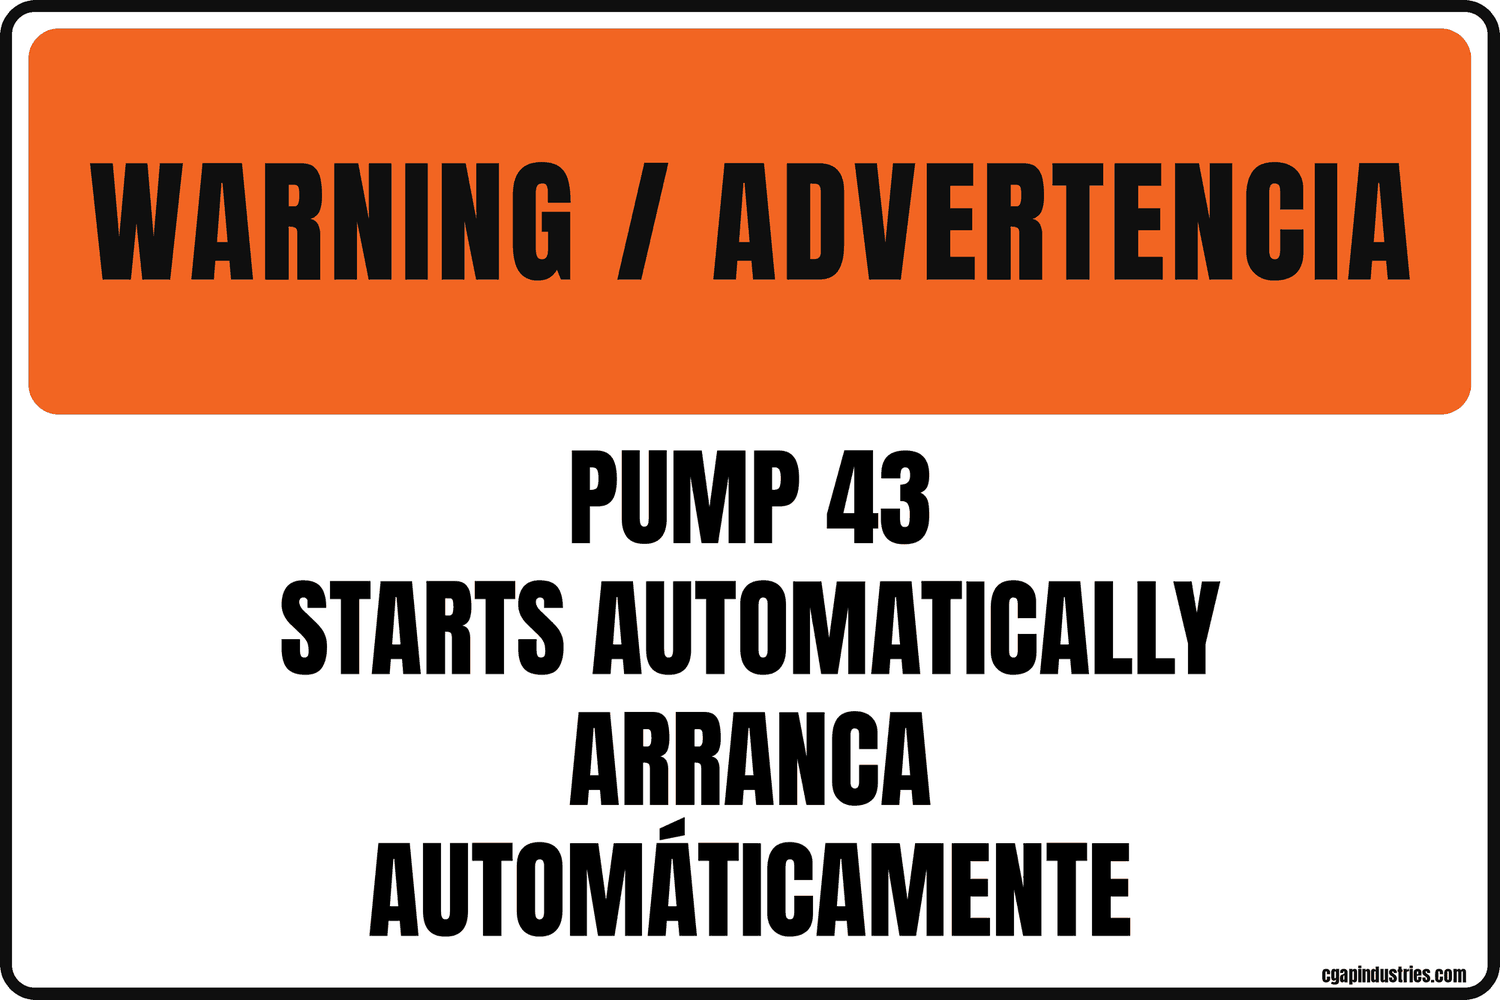 WARNING / ADVERTENCIA
PUMP 43
STARTS AUTOMATICALLY
ARRANCA
AUTOMÁTICAMENTE
cgapindustries.com